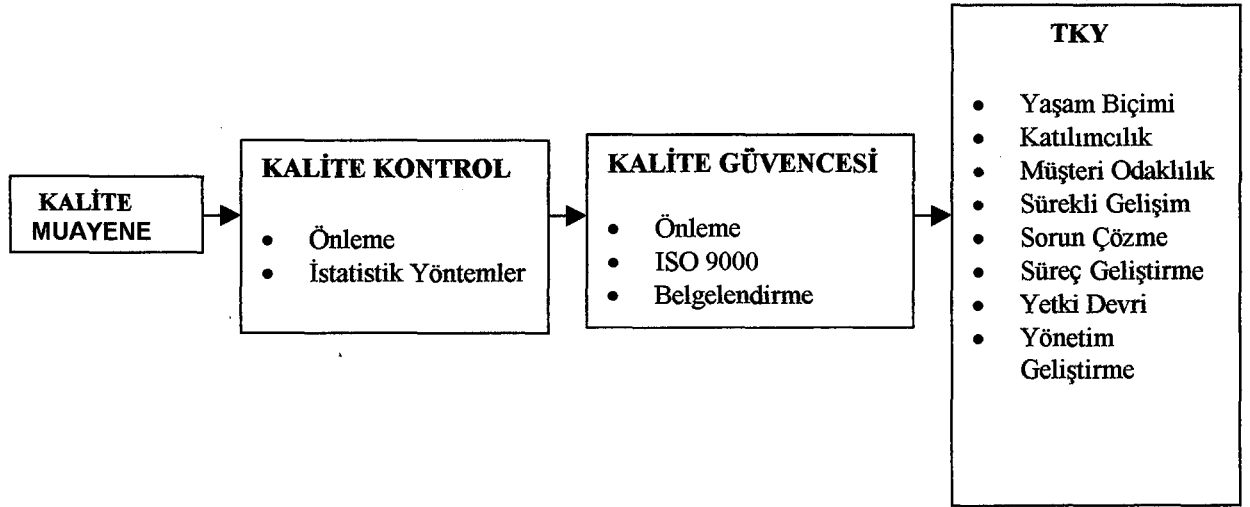 KALİTE
MUAYENE
KALİTE KONTROL
• Önleme
• İstatistik Yöntemler
KALİTE GÜVENCESİ
• Önleme
• ISO 9000
• Belgelendirme
TKY
• Yaşam Biçimi
• Katılımcılık
• Müşteri Odaklılık
• Sürekli Gelişim
• Sorun Çözme
• Süreç Geliştirme
• Yetki Devri
• Yönetim
Geliştirme